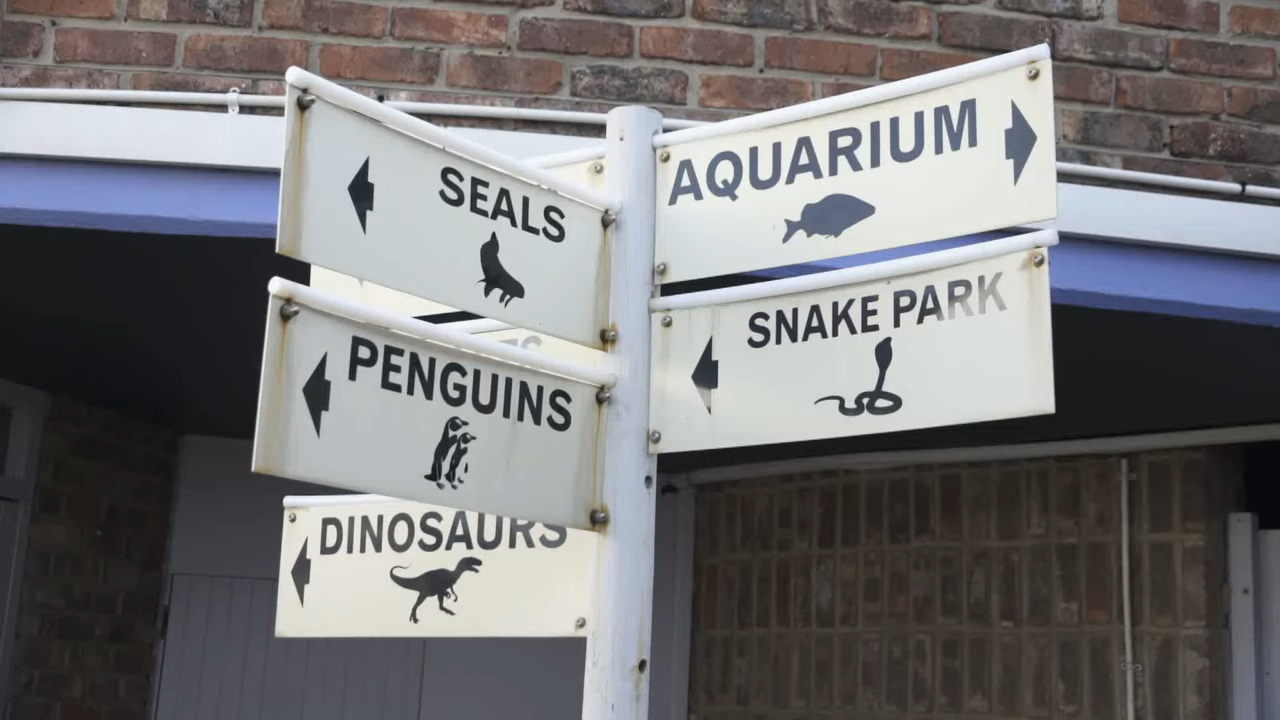 SEALS
AQUARIUM
SNAKE PARK
PENGUINS
DINOSAURS